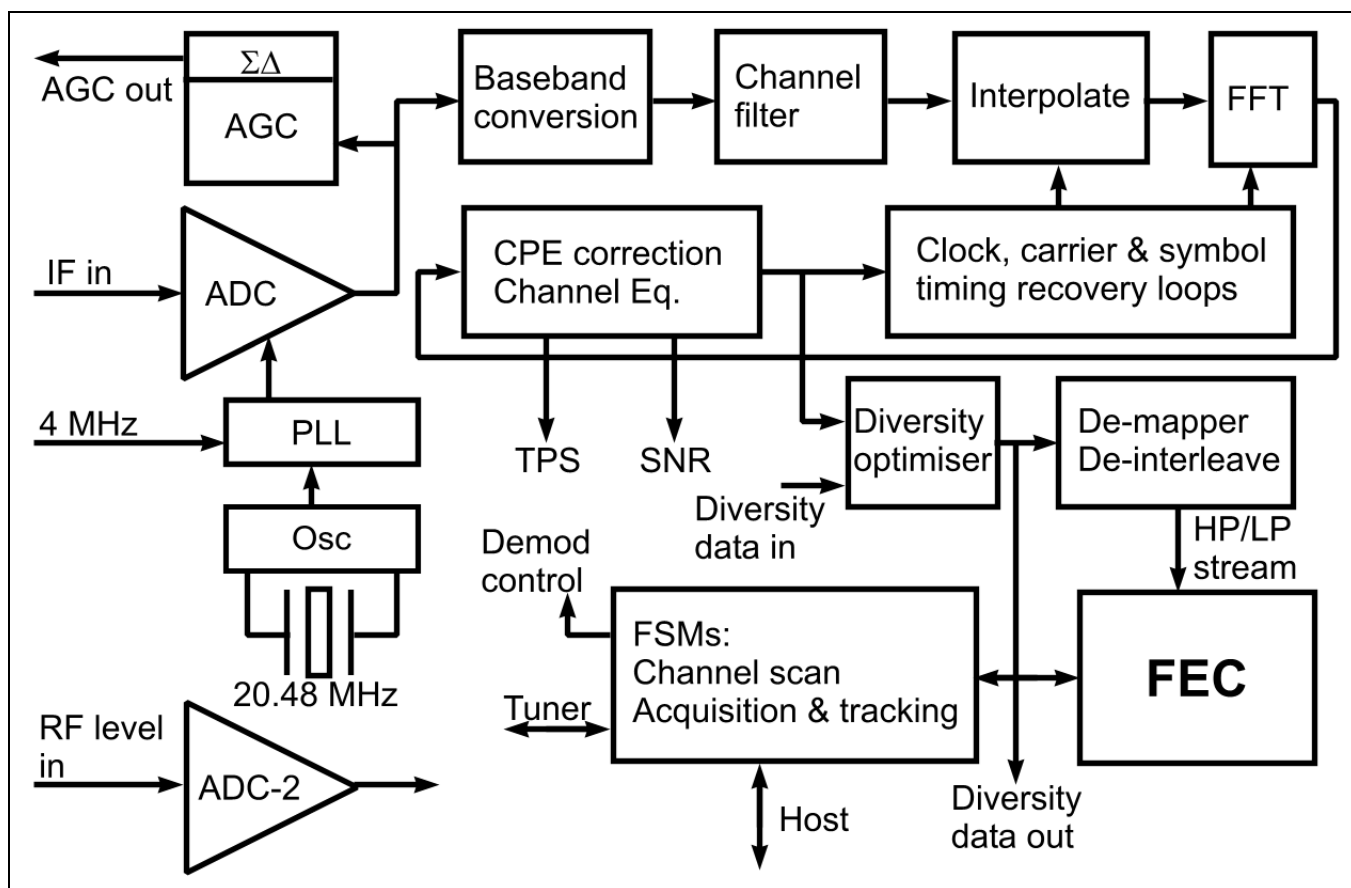 ΣΔ
AGC out
AGC
Baseband
conversion
Channel
filter
Interpolate
FFT
IF in
ADC
CPE correction
Channel Eq.
Clock, carrier & symbol
timing recovery loops
4 MHz
PLL
TPS
SNR
Diversity
optimiser
De-mapper
De-interleave
Diversity
data in
Osc
HP/LP
stream
Demod
control
20.48 MHz
FSMs:
Channel scan
Acquisition & tracking
FEC
Tuner
RF level
in
ADC-2
Host
Diversity
data out